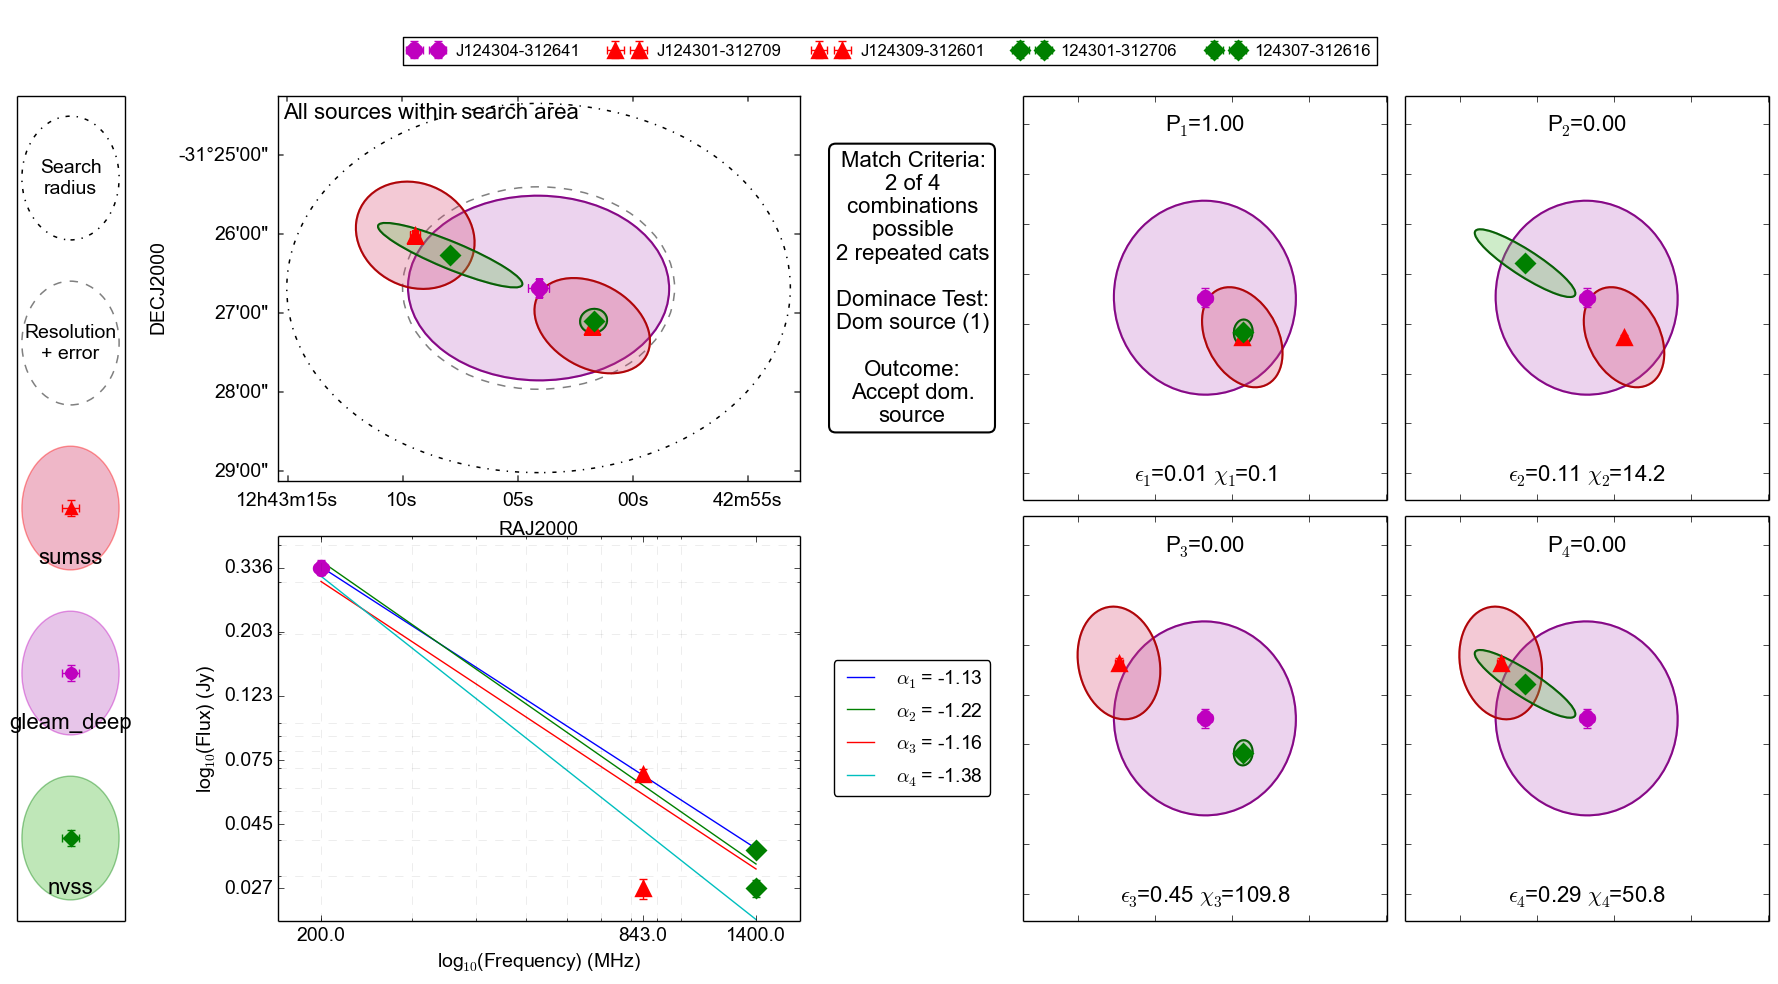 J124304-312641
J124301-312709
J124309-312601
124301-312706
124307-312616
Search
radius
Resolution
+ error
sumss
gleam_deep
nvss
All sources within search area
DECJ2000
-31°25'00"
26'00"
27'00"
28'00"
29'00"
12h43m15s
10s
05s
00s
42m55s
RAJ2000
log10(Flux) (Jy)
0.336
0.203
0.123
0.075
0.045
0.027
200.0
843.0
1400.0
log10(Frequency) (MHz)
Match Criteria:
2 of 4
combinations
possible
2 repeated cats
Dominace Test:
Dom source (1)
Outcome:
Accept dom.
source
α1 = -1.13
α2 = -1.22
α3 = -1.16
α4 = -1.38
P1=1.00
ϵ1=0.01 χ1=0.1
P2=0.00
ϵ2=0.11 χ2=14.2
P3=0.00
ϵ3=0.45 χ3=109.8
P4=0.00
ϵ4=0.29 χ4=50.8